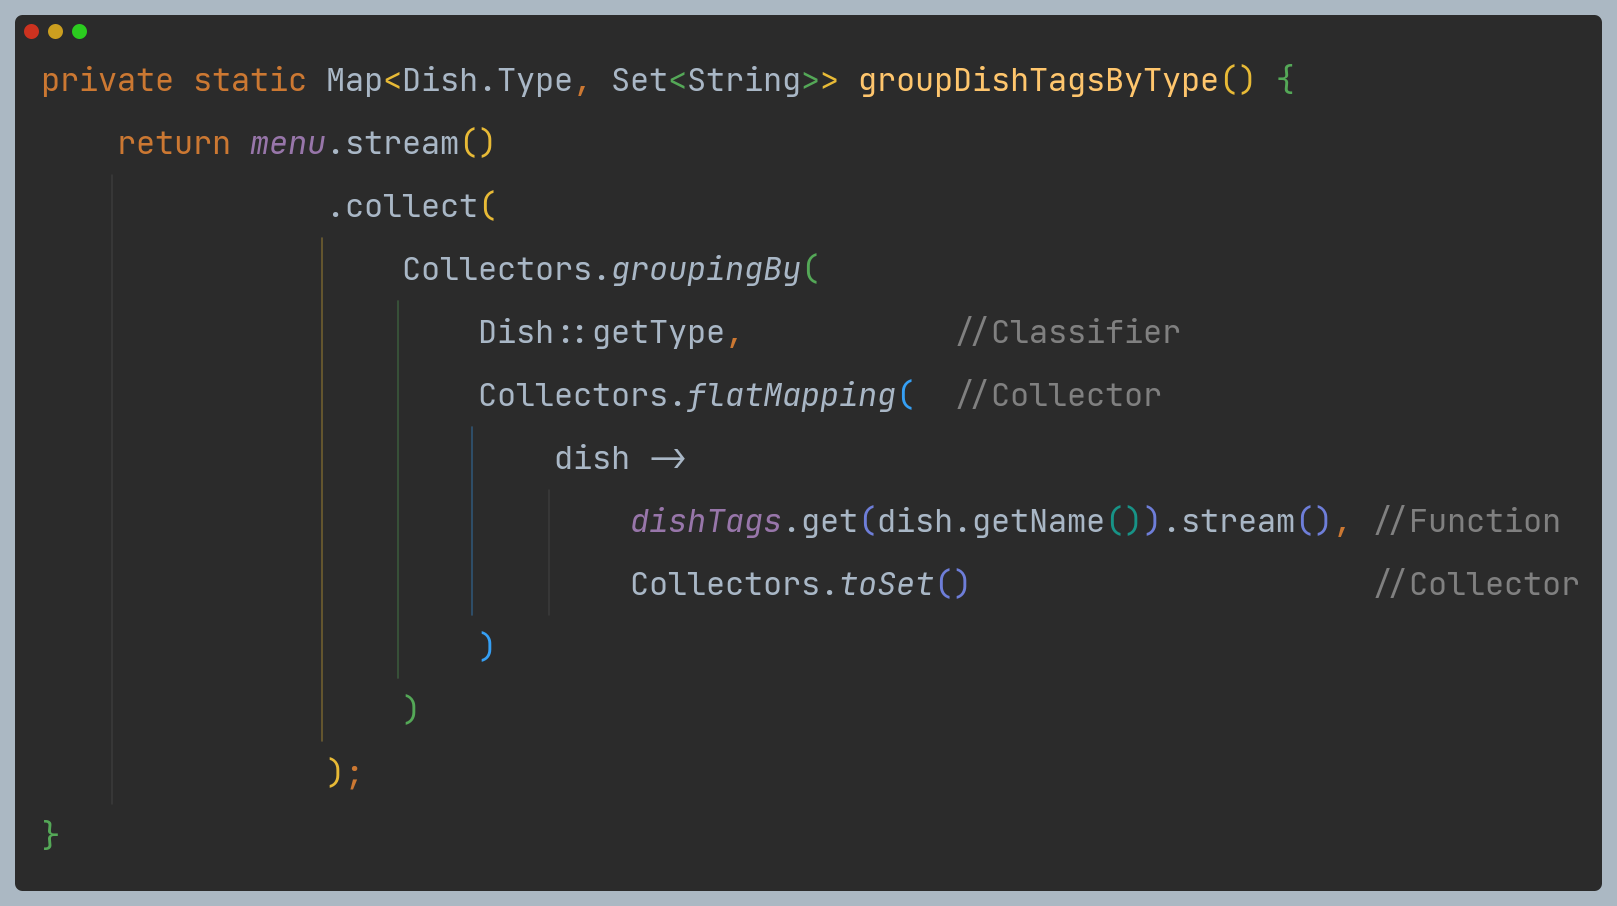 private static Map<Dish.Type, Set<String>> groupDishTagsByType() {
    return menu.stream()
               .collect(
                   Collectors.groupingBy(
                       Dish::getType,           //Classifier
                       Collectors.flatMapping(  //Collector
                           dish ->
                               dishTags.get(dish.getName()).stream(), //Function
                               Collectors.toSet()                     //Collector
                       )
                   )
               );
}